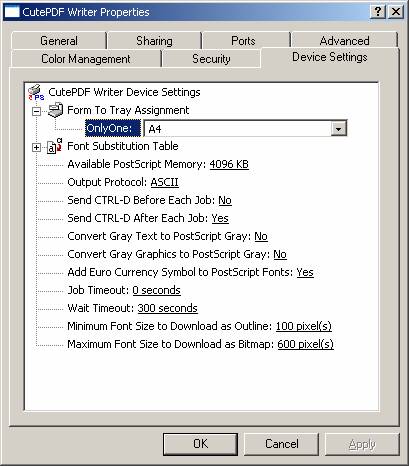 CutePDF Writer Properties
General Sharing Ports Advanced
Color Management Security Device Settings
CutePDF Writer Device Settings
Form To Tray Assignment
OnlyOne: A4
Font Substitution Table
Available PostScript Memory: 4096 KB
Output Protocol: ASCII
Send CTRL-D Before Each Job: No
Send CTRL-D After Each Job: Yes
Convert Gray Text to PostScript Gray: No
Convert Gray Graphics to PostScript Gray: No
Add Euro Currency Symbol to PostScript Fonts: Yes
Job Timeout: 0 seconds
Wait Timeout: 300 seconds
Minimum Font Size to Download as Outline: 100 pixel(s)
Maximum Font Size to Download as Bitmap: 600 pixel(s)
OK Cancel Apply